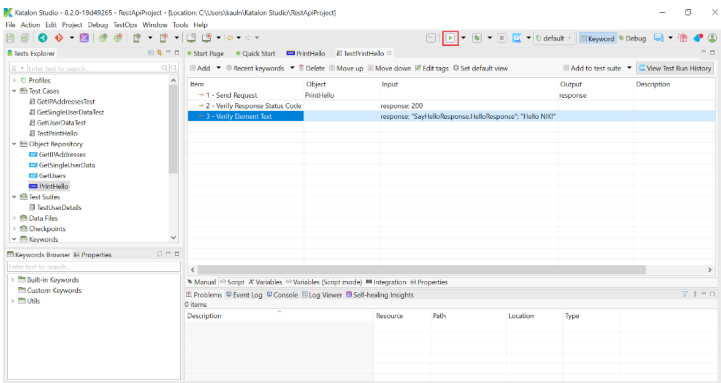 Katalon Studio - 8.2.0-19d49265 - RestApiProject - [Location: C:\Users\kauln\Katalon Studio\RestApiProject]
File Action Edit Project Debug TestOps Window Tools Help
default
Keyword
Debug
Tests Explorer
Enter text to search...
Profiles
Test Cases
GetIPAddressesTest
GetSingleUserDataTest
GetUserDataTest
TestPrintHello
Object Repository
GetIPAddresses
GetSingleUserData
GetUsers
PrintHello
Test Suites
TestUserDetails
Data Files
Checkpoints
Keywords
Keywords Browser Properties
Enter text to search...
Built-in Keywords
Custom Keywords
Utils
Start Page Quick Start PrintHello TestPrintHello
Add Recent keywords Delete Move up Move down Edit tags Set default view Add to test suite View Test Run History
Item Object Input Output Description
1 - Send Request PrintHello response
2 - Verify Response Status Code response; 200
3 - Verify Element Text response; "SayHelloResponse.HelloResponse"; "Hello NIK!"
Manual Script Variables Variables (Script mode) Integration Properties
Problems Event Log Console Log Viewer Self-healing Insights
0 items
Description Resource Path Location Type